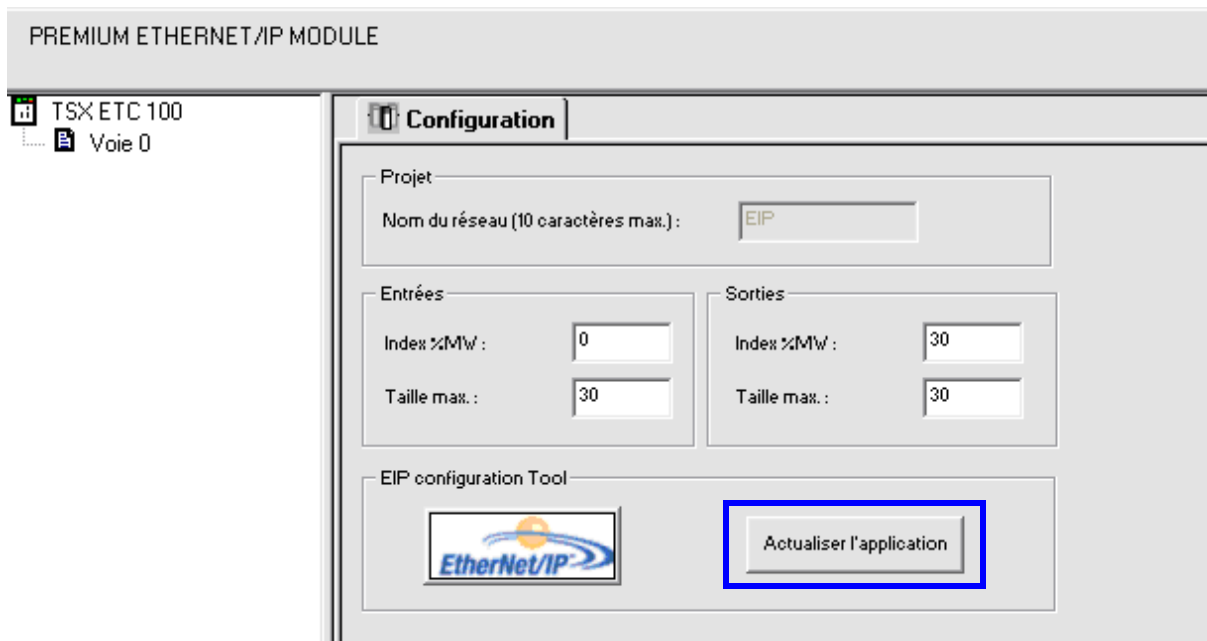 PREMIUM ETHERNET/IP MODULE
TSX ETC 100
Voie 0
Configuration
Projet
Nom du réseau (10 caractères max.) :
EIP
Entrées
Index %MW :
0
Taille max. :
30
Sorties
Index %MW :
30
Taille max. :
30
EIP configuration Tool
EtherNet/IP
Actualiser l'application